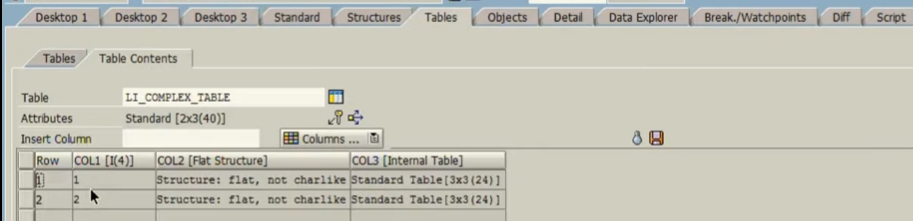 Desktop 1 Desktop 2 Desktop 3 Standard Structures Tables Objects Detail Data Explorer Break./Watchpoints Diff Script
Tables Table Contents
Table LI_COMPLEX_TABLE
Attributes Standard [2x3(40)]
Insert Column Columns ...
Row COL1 [I(4)] COL2 [Flat Structure] COL3 [Internal Table]
1 1 Structure: flat, not charlike Standard Table[3x3(24)]
2 2 Structure: flat, not charlike Standard Table[3x3(24)]